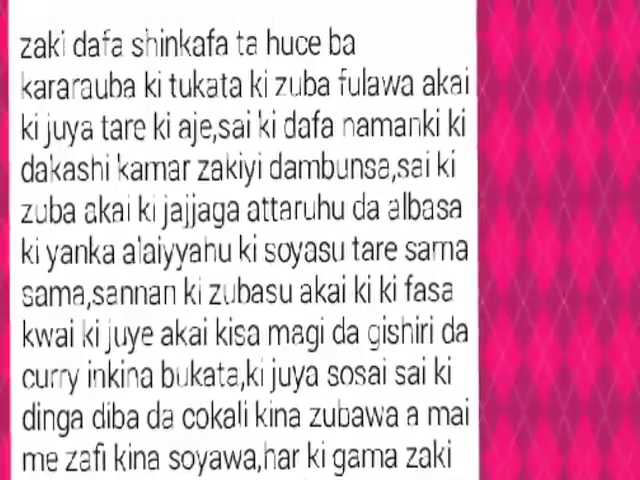 zaki dafa shinkafa ta huce ba
kararauba ki tukata ki zuba fulawa akai
ki juya tare ki aje,sai ki dafa namanki ki
dakashi kamar zakiyi dambunsa,sai ki
zuba akai ki jajjaga attaruhu da albasa
ki yanka alaiyyahu ki soyasu tare sama
sama,sannan ki zubasu akai ki ki fasa
kwai ki juye akai kisa magi da gishiri da
curry inkina bukata,ki juya sosai sai ki
dinga diba da cokali kina zubawa a mai
me zafi kina soyawa,har ki gama zaki